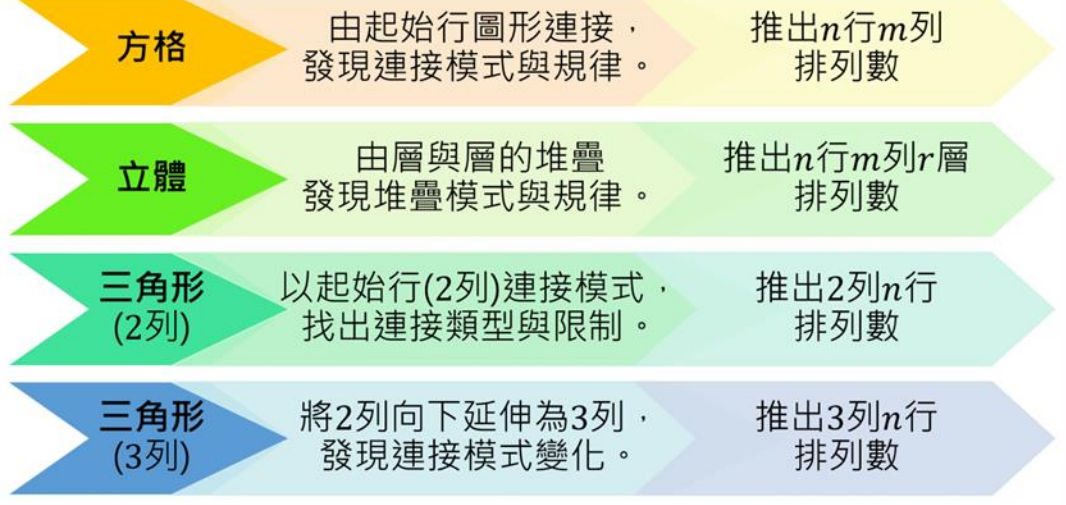 方格
由起始行圖形連接，
發現連接模式與規律。
推出n行m列
排列數
立體
由層與層的堆疊
發現堆疊模式與規律。
推出n行m列r層
排列數
三角形
(2列)
以起始行(2列)連接模式，
找出連接類型與限制。
推出2列n行
排列數
三角形
(3列)
將2列向下延伸為3列，
發現連接模式變化。
推出3列n行
排列數